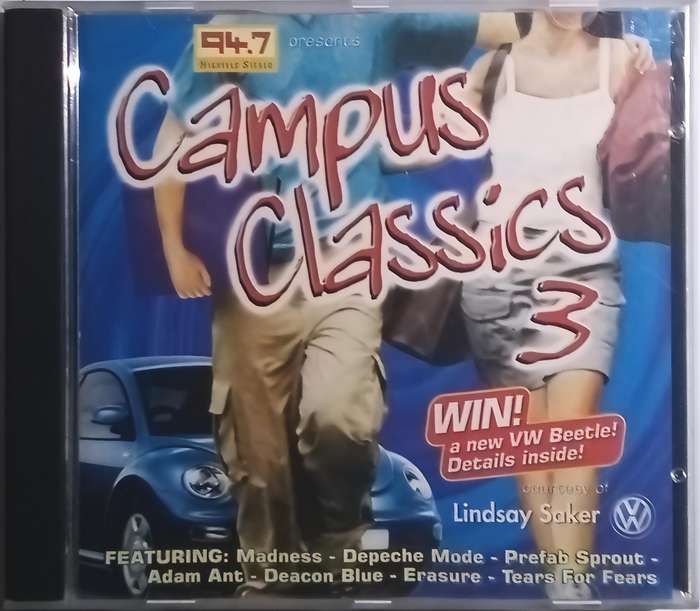 94.7 presents
HIGHVELD STEREO
Campus
Classics
3
WIN!
a new VW Beetle!
Details inside!
courtesy of
Lindsay Saker
FEATURING: Madness - Depeche Mode - Prefab Sprout -
Adam Ant - Deacon Blue - Erasure - Tears For Fears